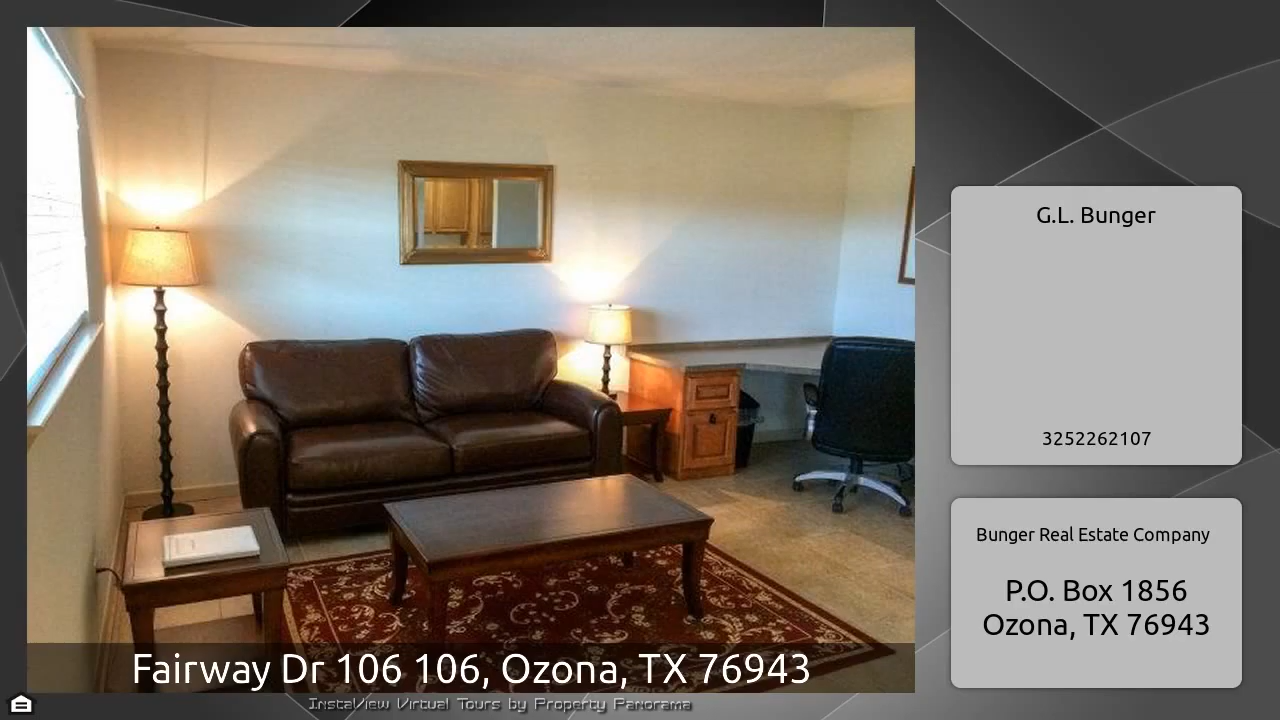 G.L. Bunger
3252262107
Bunger Real Estate Company
P.O. Box 1856
Ozona, TX 76943
Fairway Dr 106 106, Ozona, TX 76943
InstaView Virtual Tours by Property Panorama